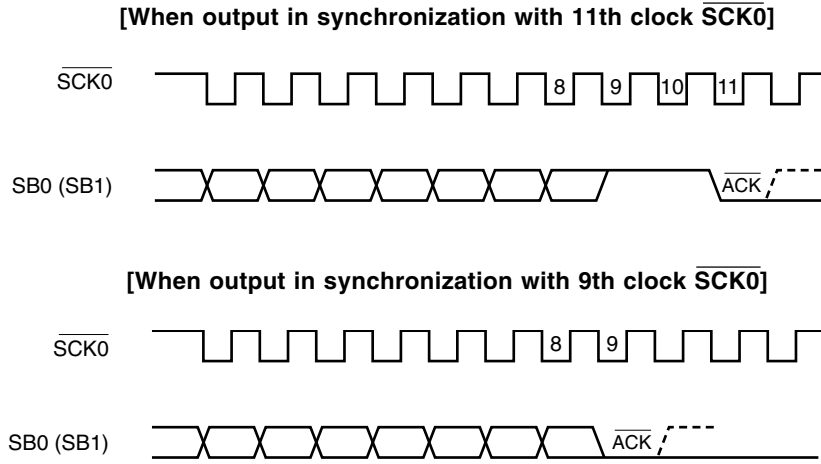 [When output in synchronization with 11th clock SCK0]
SCK0
8 9 10 11
SB0 (SB1)
ACK
[When output in synchronization with 9th clock SCK0]
SCK0
8 9
SB0 (SB1)
ACK